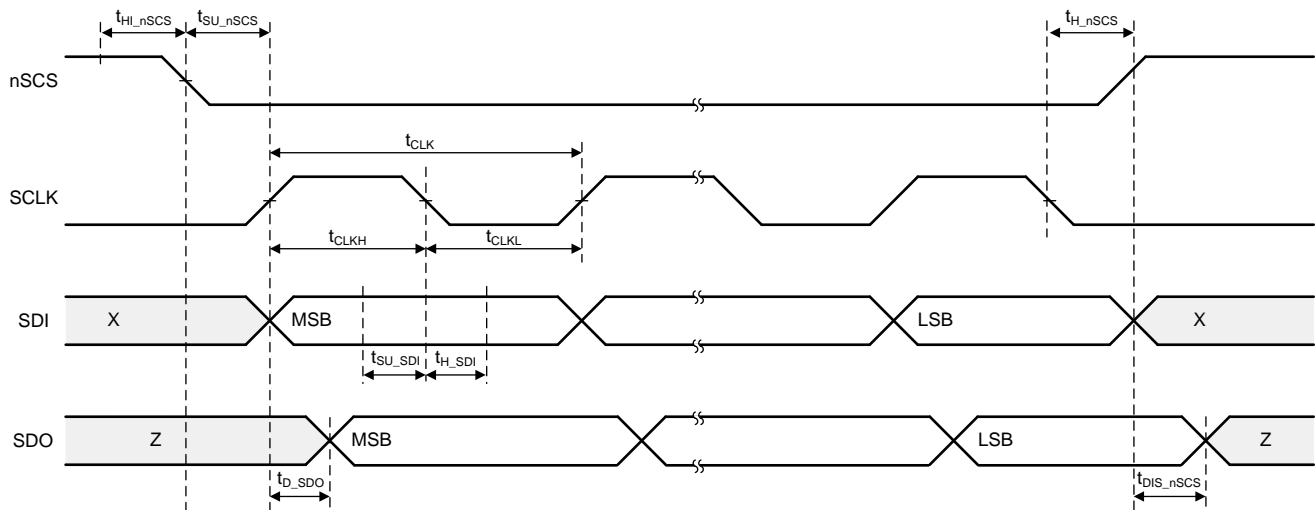 tHI_nSCS tSU_nSCS tH_nSCS
nSCS
tCLK
SCLK
tCLKH tCLKL
SDI X MSB LSB X
tSU_SDI tH_SDI
SDO Z MSB LSB Z
tD_SDO tDIS_nSCS